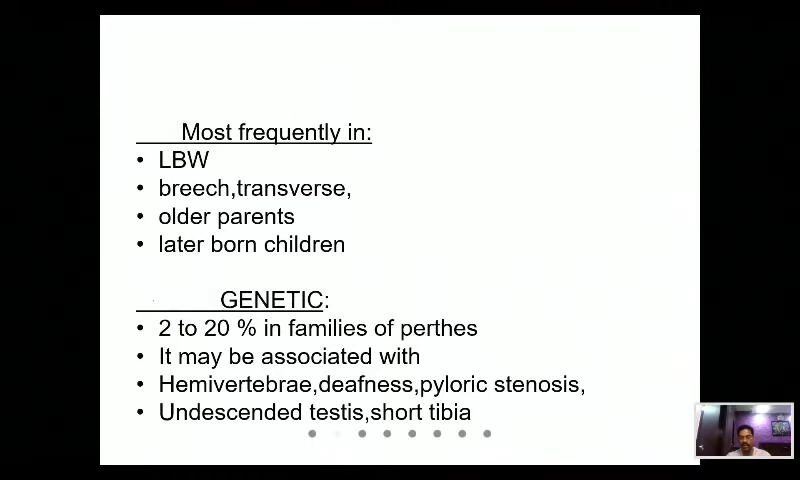 Most frequently in:
• LBW
• breech,transverse,
• older parents
• later born children
GENETIC:
• 2 to 20 % in families of perthes
• It may be associated with
• Hemivertebrae,deafness,pyloric stenosis,
• Undescended testis,short tibia